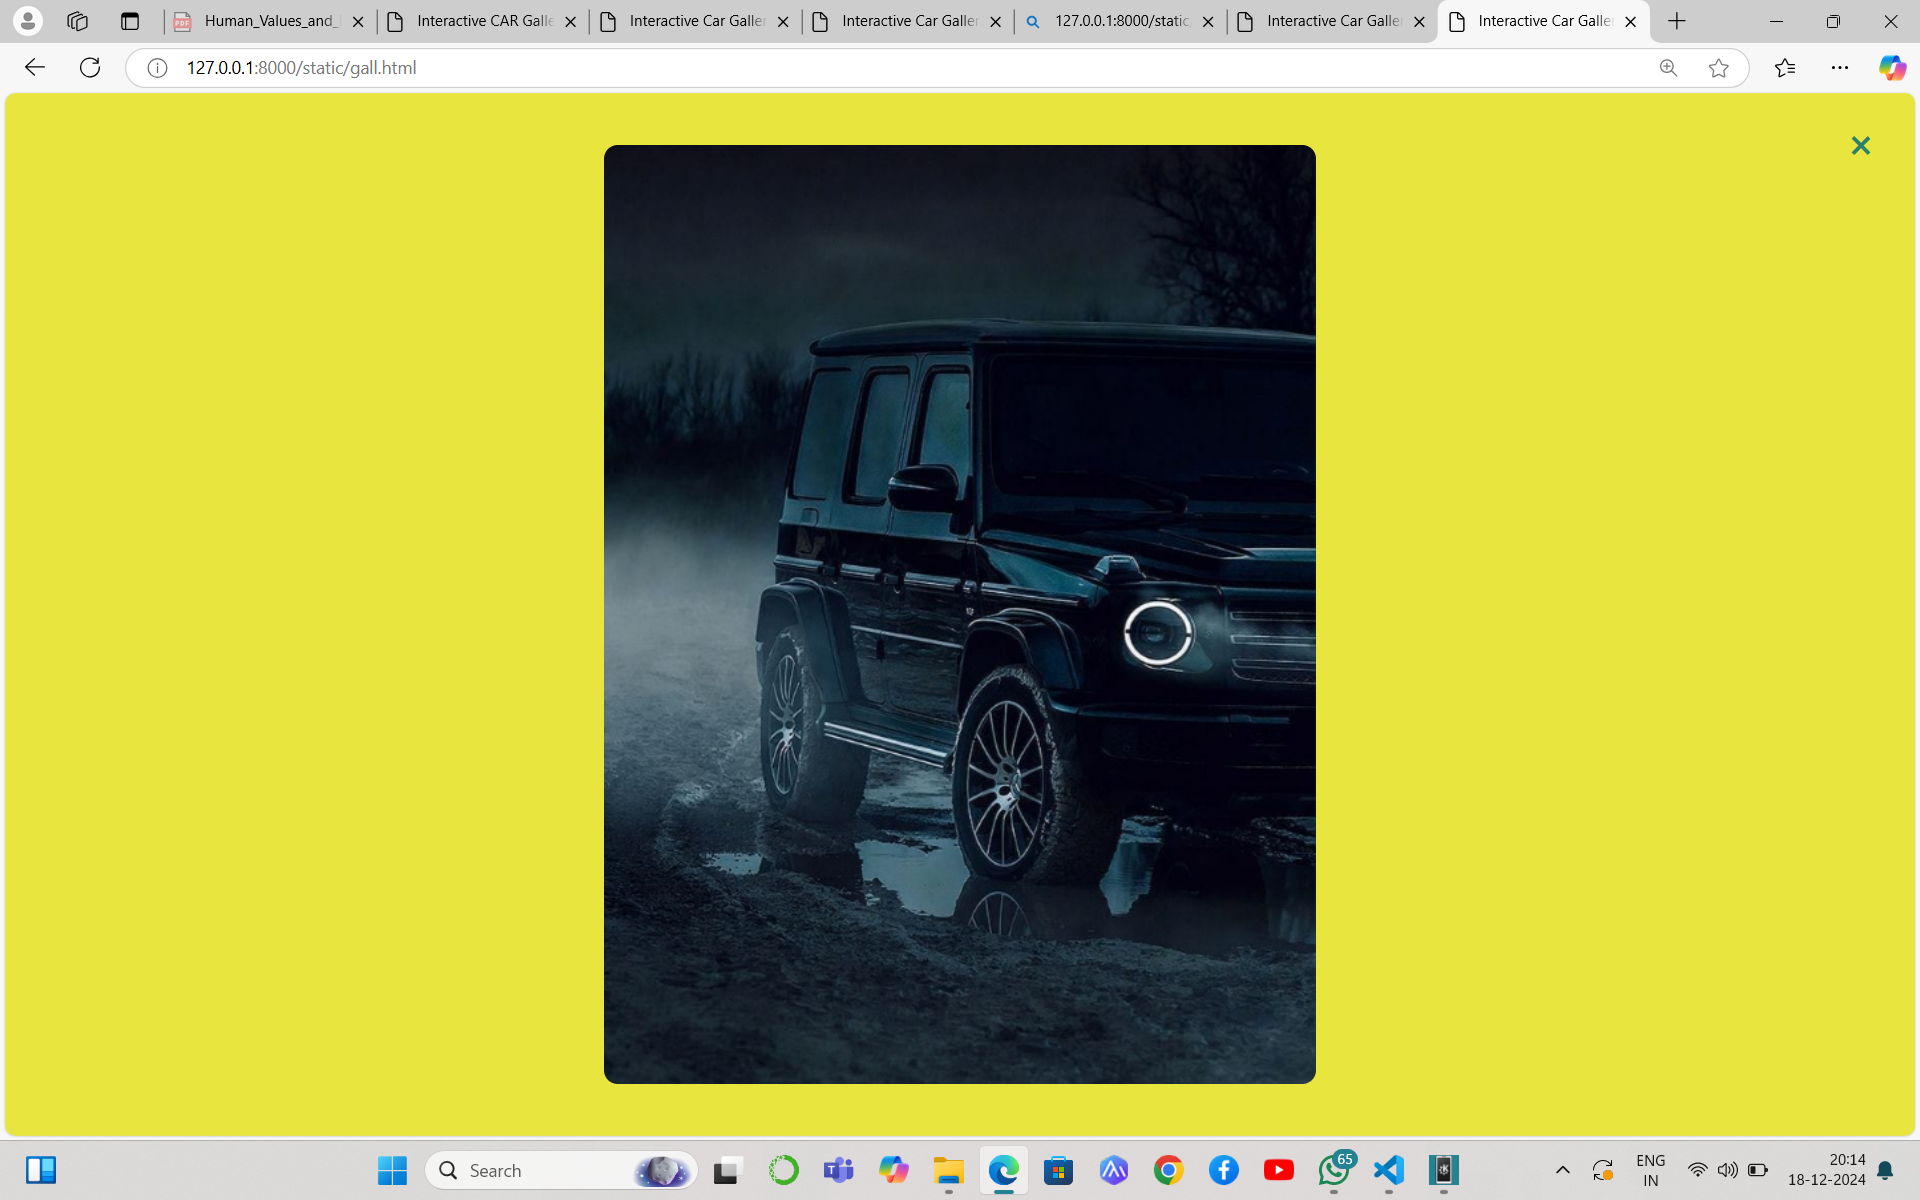 Human_Values_and_
Interactive CAR Galle
Interactive Car Galler
Interactive Car Galler
127.0.0.1:8000/static
Interactive Car Galle
Interactive Car Galle
127.0.0.1:8000/static/gall.html
Search
65
ENG
IN
20:14
18-12-2024